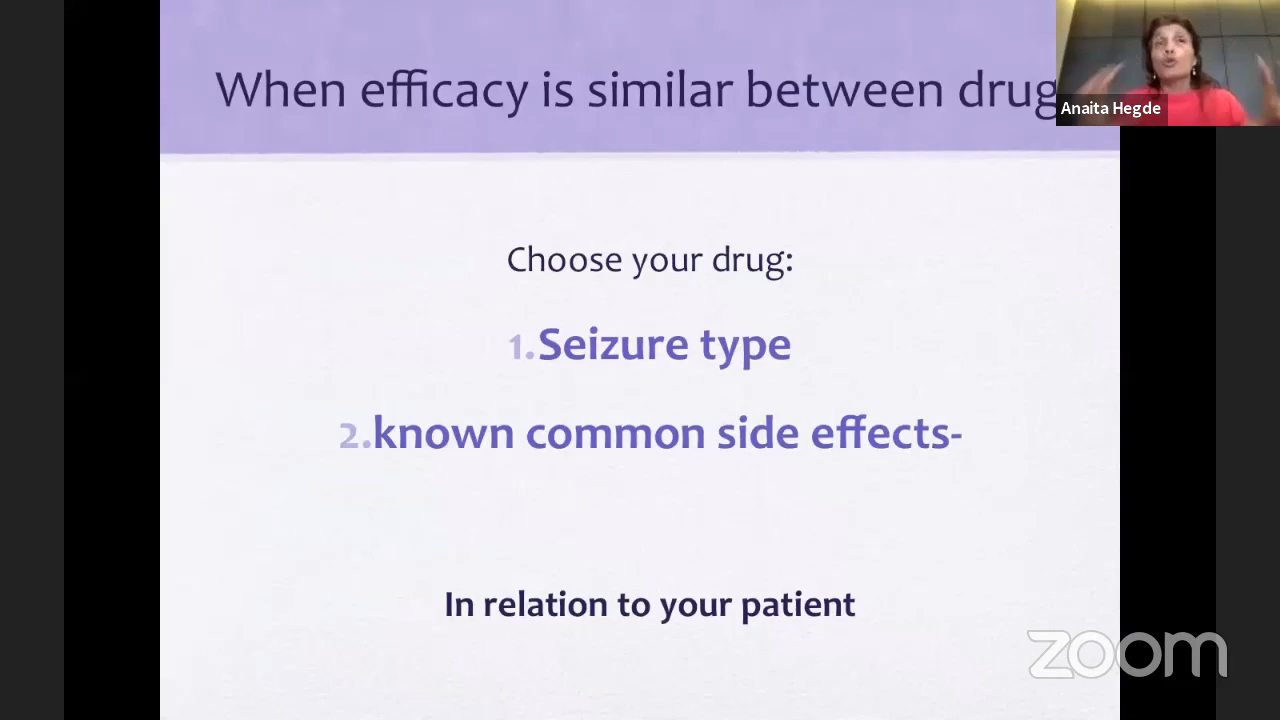 When efficacy is similar between drug
Anaita Hegde
Choose your drug:
1.Seizure type
2.known common side effects-
In relation to your patient
zoom